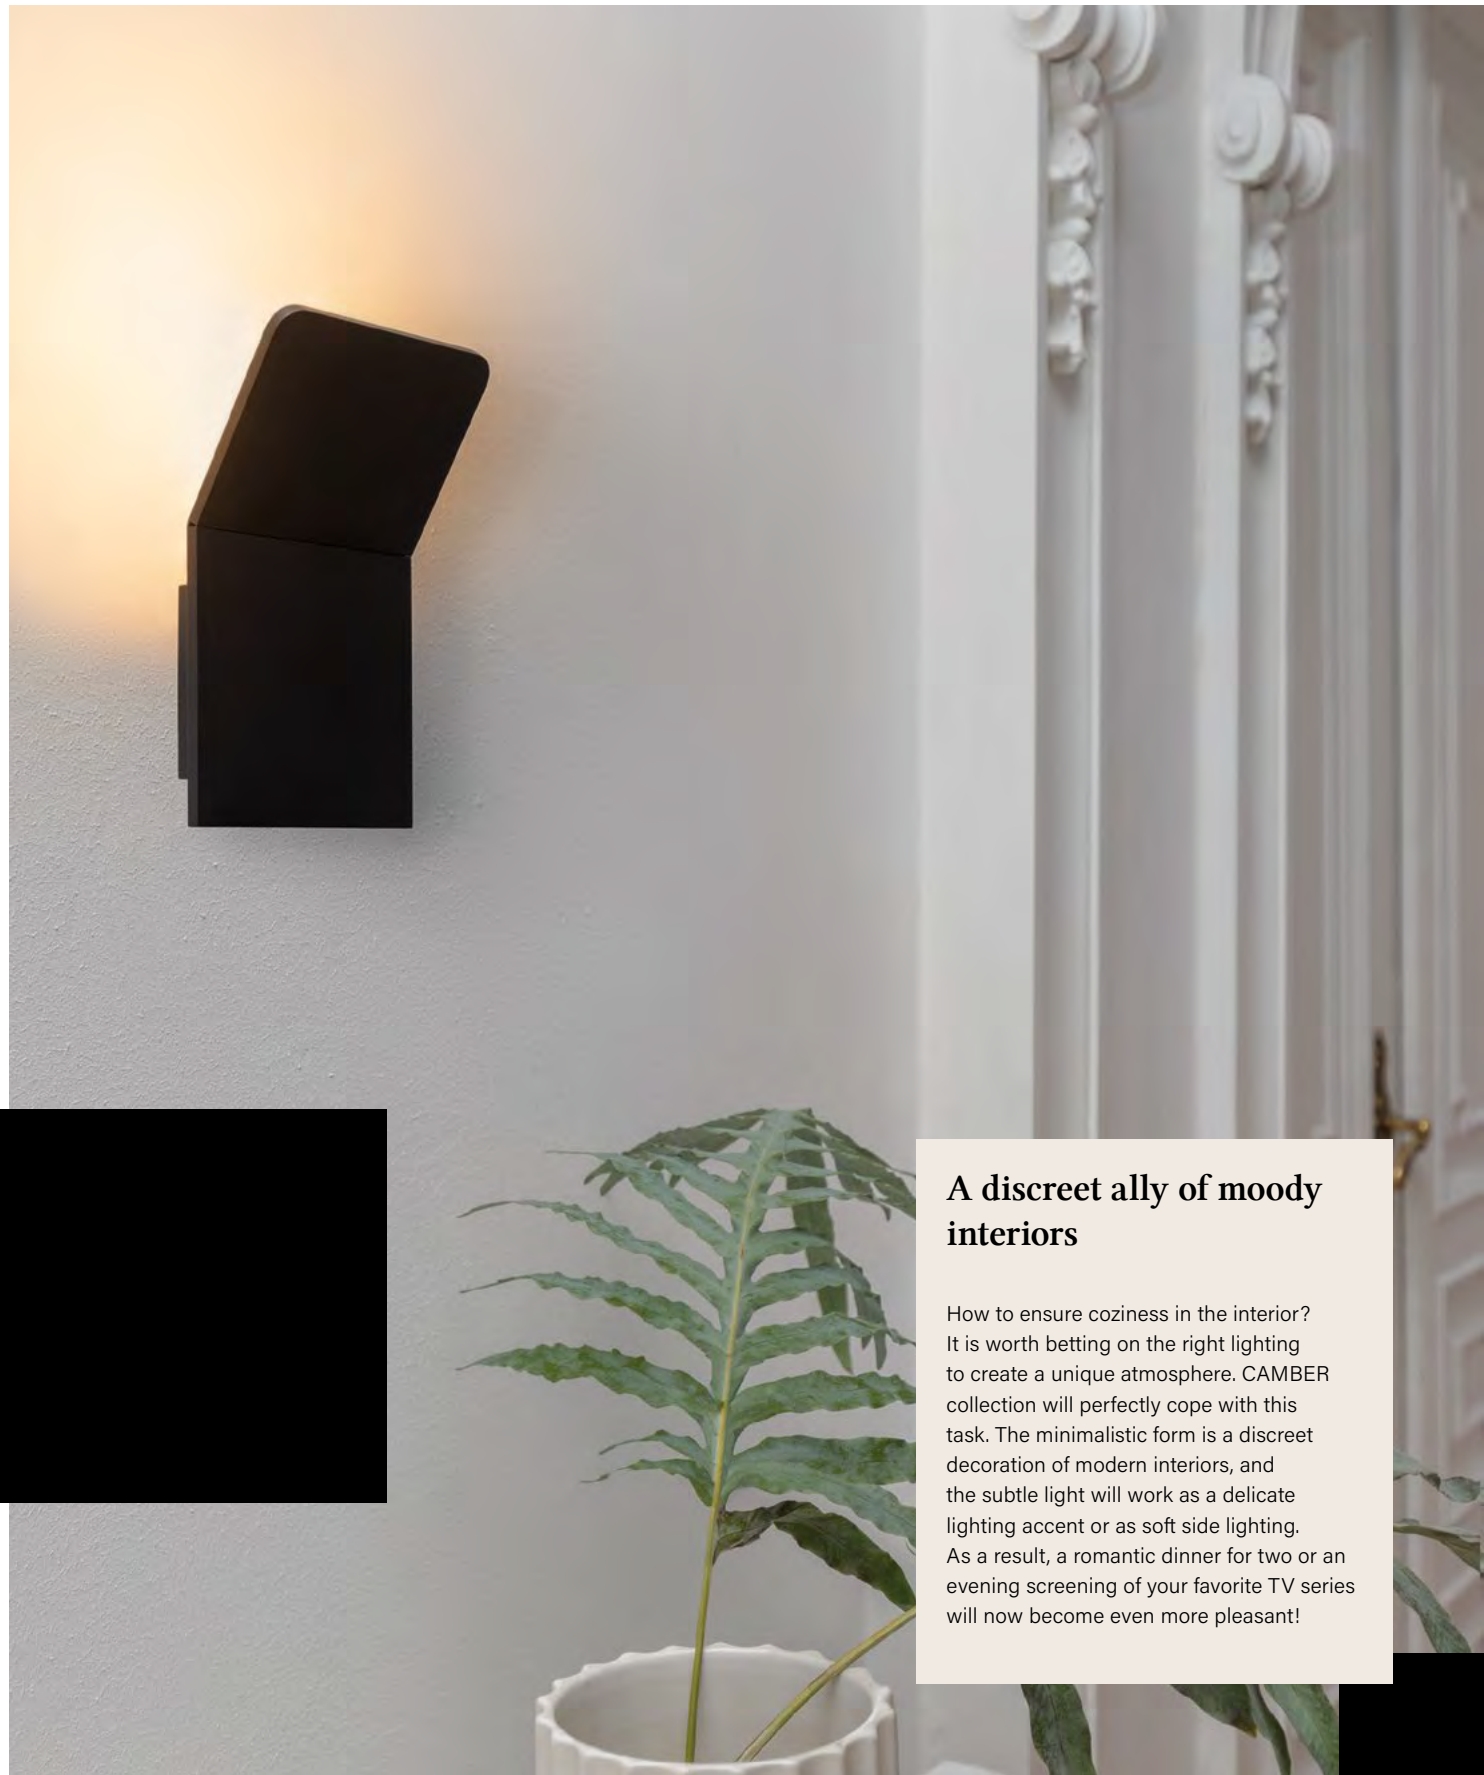 A discreet ally of moody
interiors
How to ensure coziness in the interior?
It is worth betting on the right lighting
to create a unique atmosphere. CAMBER
collection will perfectly cope with this
task. The minimalistic form is a discreet
decoration of modern interiors, and
the subtle light will work as a delicate
lighting accent or as soft side lighting.
As a result, a romantic dinner for two or an
evening screening of your favorite TV series
will now become even more pleasant!